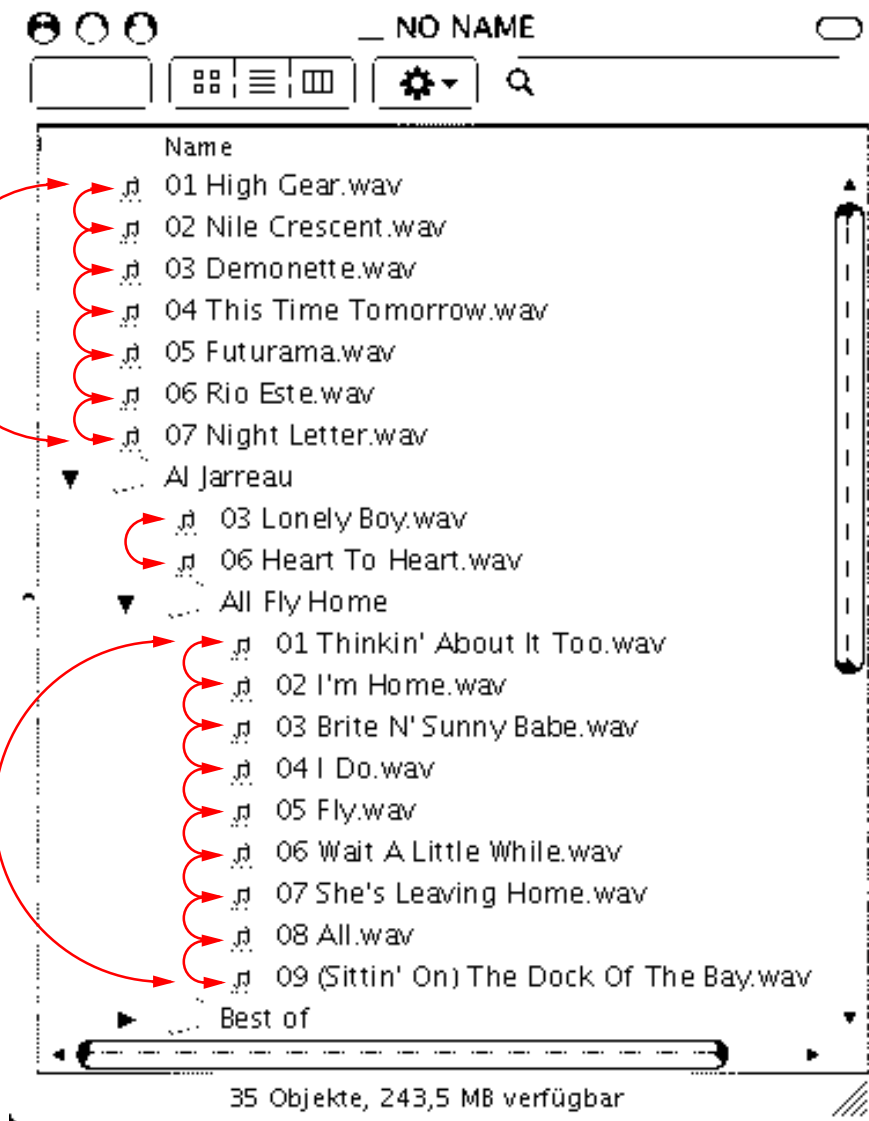 NO NAME
Name
01 High Gear.wav
02 Nile Crescent.wav
03 Demonette.wav
04 This Time Tomorrow.wav
05 Futurama.wav
06 Rio Este.wav
07 Night Letter.wav
Al Jarreau
03 Lonely Boy.wav
06 Heart To Heart.wav
All Fly Home
01 Thinkin' About It Too.wav
02 I'm Home.wav
03 Brite N' Sunny Babe.wav
04 I Do.wav
05 Fly.wav
06 Wait A Little While.wav
07 She's Leaving Home.wav
08 All.wav
09 (Sittin' On) The Dock Of The Bay.wav
Best of
35 Objekte, 243,5 MB verfügbar